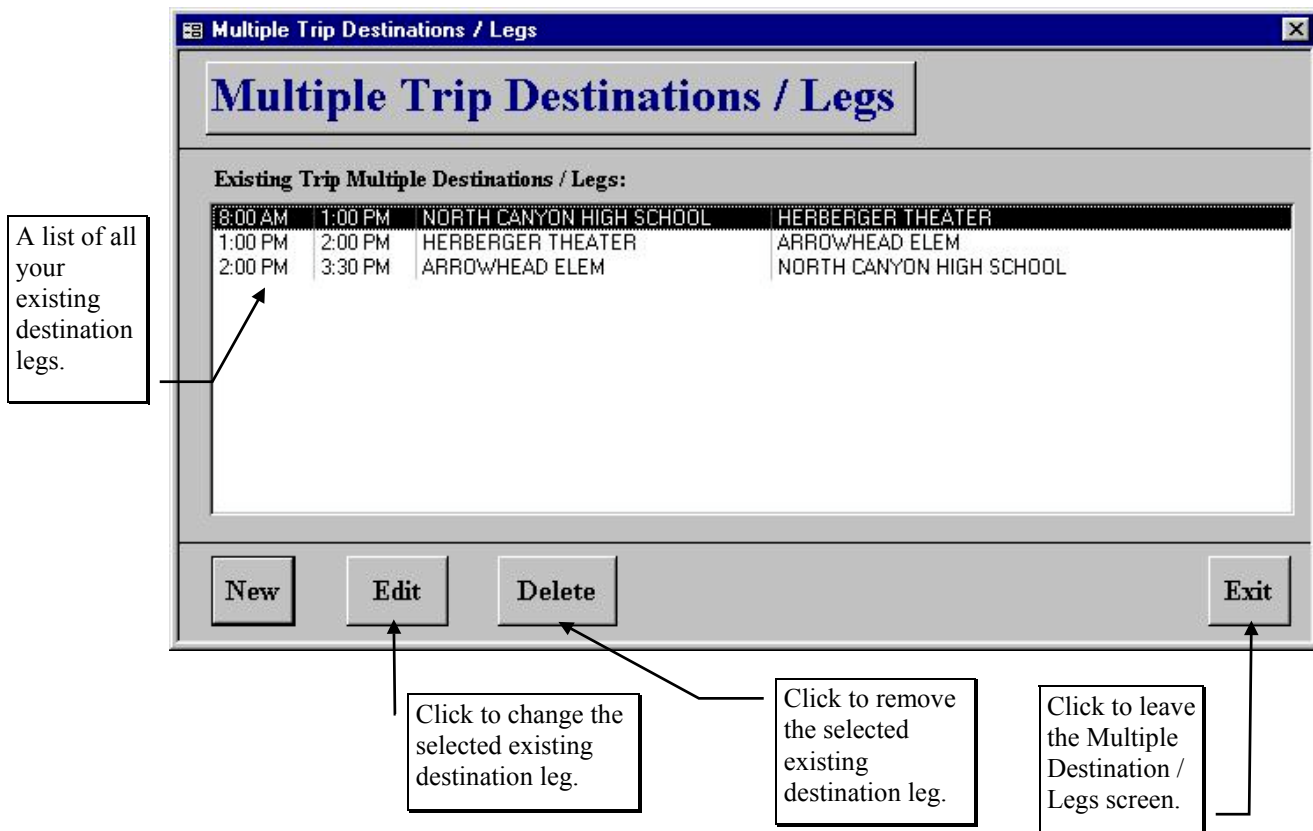 Multiple Trip Destinations / Legs
Multiple Trip Destinations / Legs
Existing Trip Multiple Destinations / Legs:
8:00 AM 1:00 PM NORTH CANYON HIGH SCHOOL HERBERGER THEATER
1:00 PM 2:00 PM HERBERGER THEATER ARROWHEAD ELEM
2:00 PM 3:30 PM ARROWHEAD ELEM NORTH CANYON HIGH SCHOOL
A list of all
your
existing
destination
legs.
New Edit Delete Exit
Click to change the
selected existing
destination leg.
Click to remove
the selected
existing
destination leg.
Click to leave
the Multiple
Destination /
Legs screen.